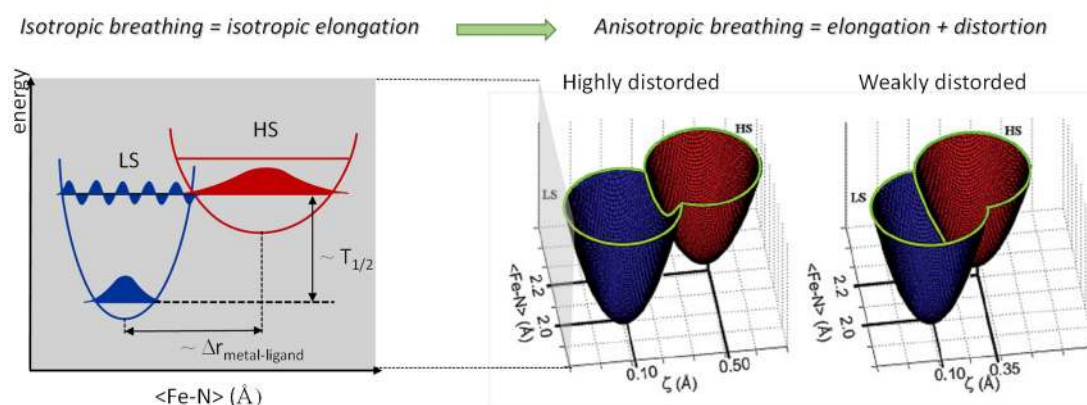 Isotropic breathing = isotropic elongation
Anisotropic breathing = elongation + distortion
Highly distorded
Weakly distorded
energy
LS
HS
~ T1/2
~ Δrmetal-ligand
<Fe-N> (Å)
HS
LS
<Fe-N> (Å)
2.2
2.0
0.10
0.50
ζ (Å)
HS
LS
<Fe-N> (Å)
2.2
2.0
0.10
0.35
ζ (Å)